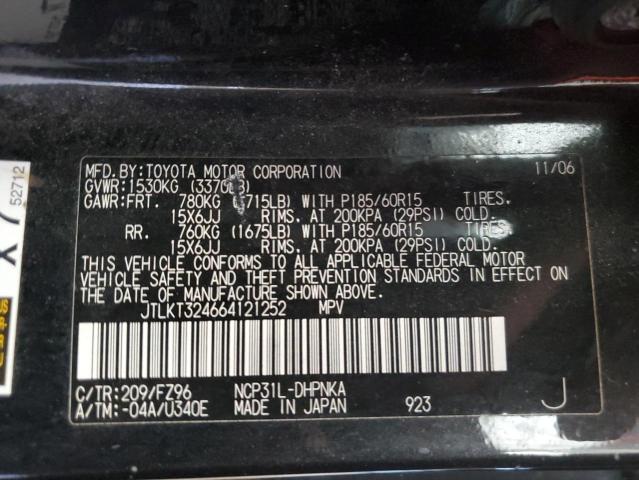 MFD.BY:TOYOTA MOTOR CORPORATION 11/06
GVWR:1530KG
GAWR:FRT. 780KG WITH P185/60R15 TIRES.
15X6JJ RIMS. AT 200KPA (29PSI) COLD.
RR. 760KG (1675LB) WITH P185/60R15 TIRES.
15X6JJ RIMS. AT 200KPA (29PSI) COLD.
THIS VEHICLE CONFORMS TO ALL APPLICABLE FEDERAL MOTOR
VEHICLE SAFETY AND THEFT PREVENTION STANDARDS IN EFFECT ON
THE DATE OF MANUFACTURE SHOWN ABOVE.
JTLKT324664121252 MPV
C/TR:209/FZ96 NCP31L-DHPNKA
A/TM:-04A/U340E MADE IN JAPAN 923 J
52712
X7